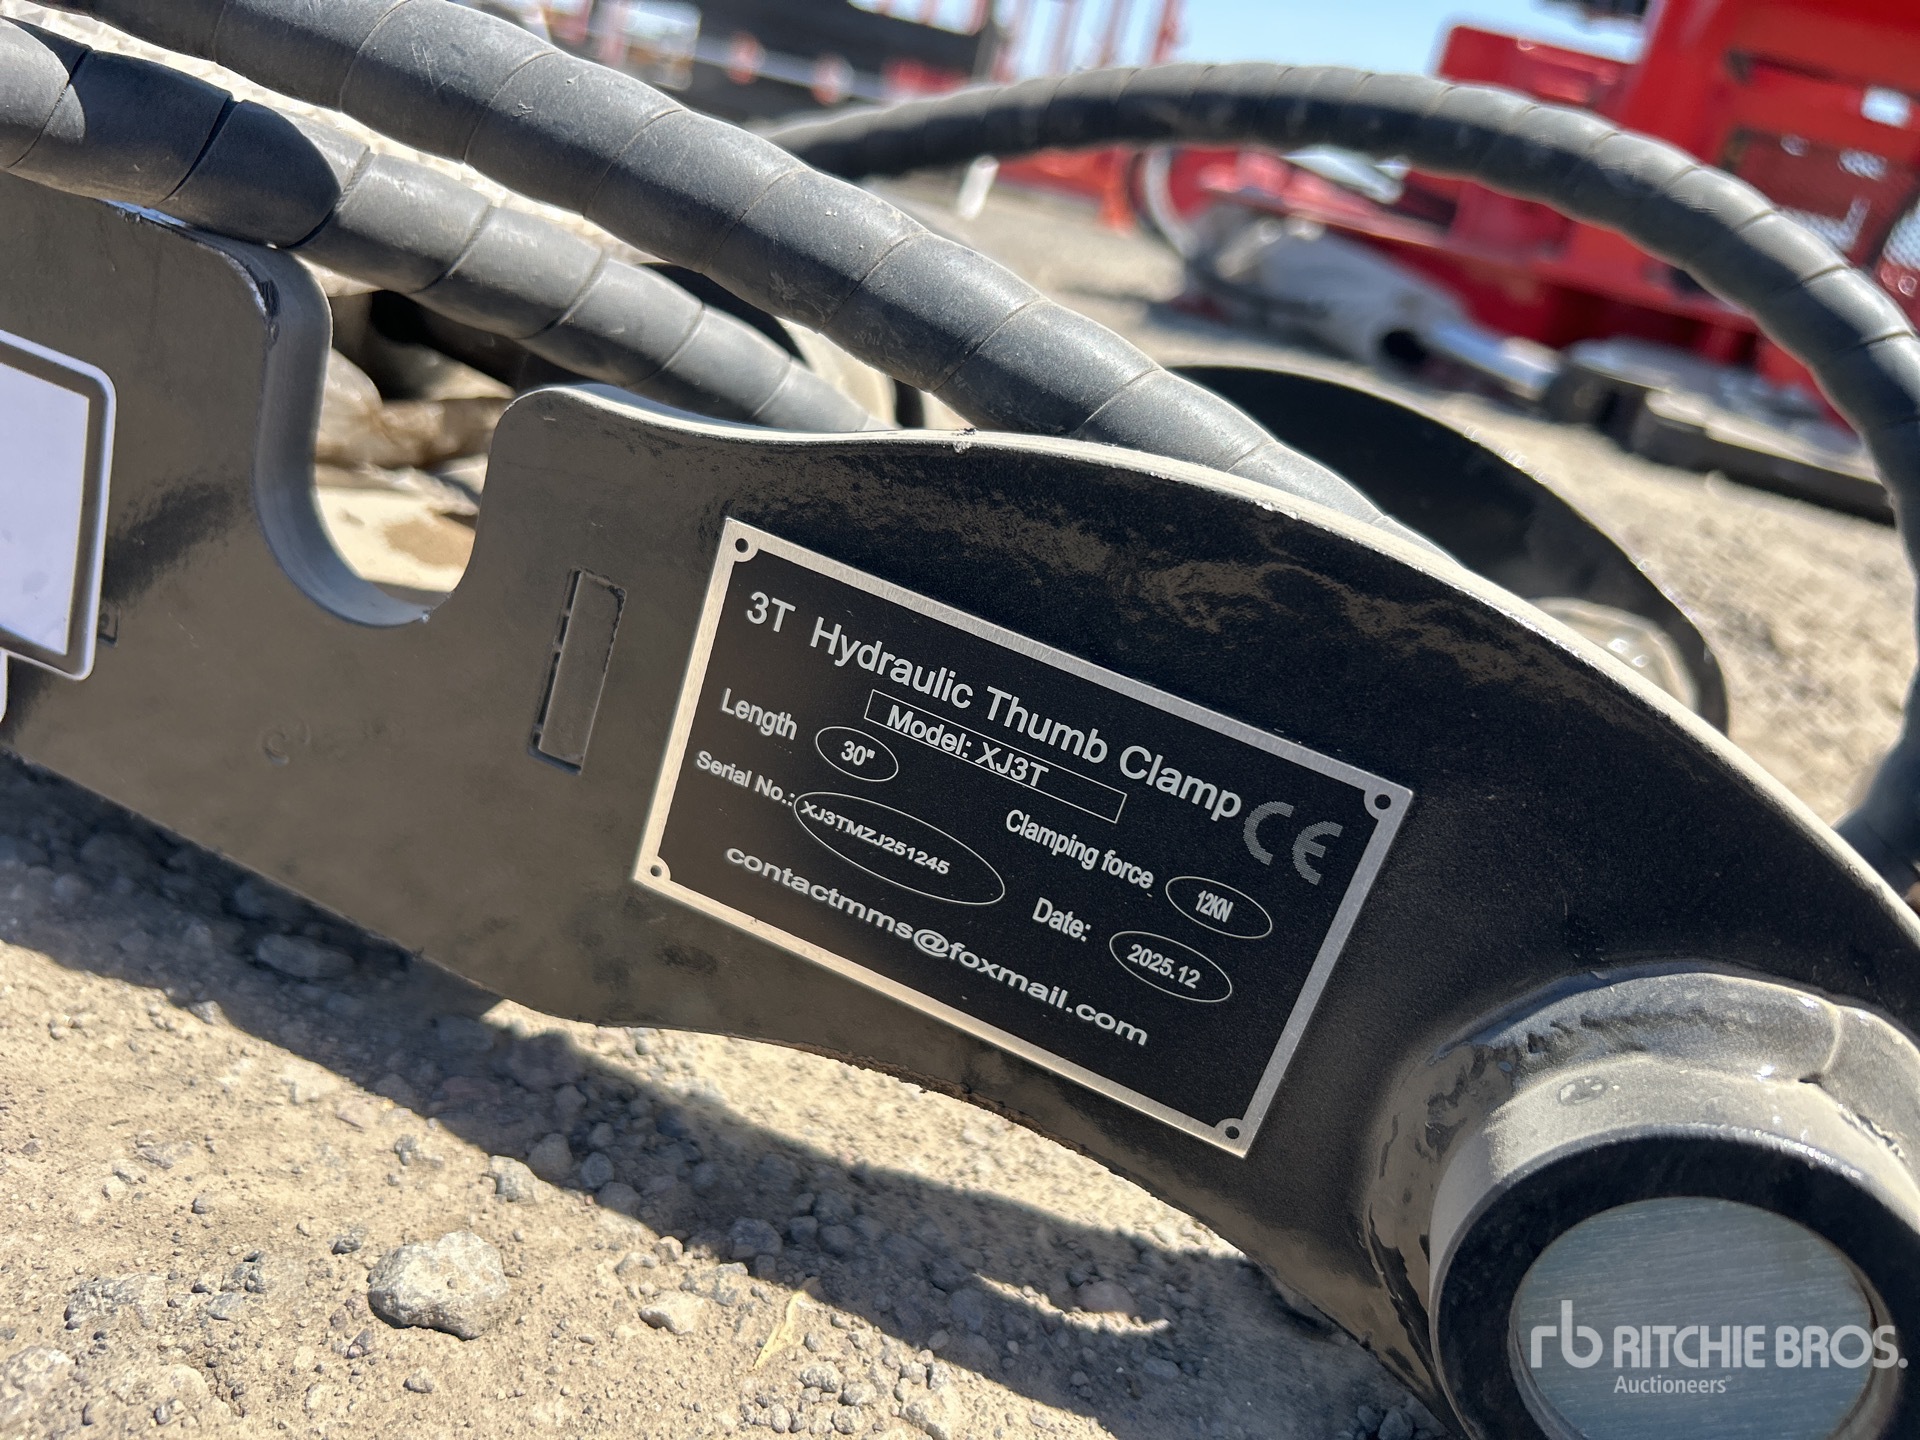 3T Hydraulic Thumb Clamp CE
Model: XJ3T
Length 30"
Clamping force 12KN
Serial No.: XJ3TMZJ251245
Date: 2025.12
contactmms@foxmail.com
rb RITCHIE BROS.
Auctioneers